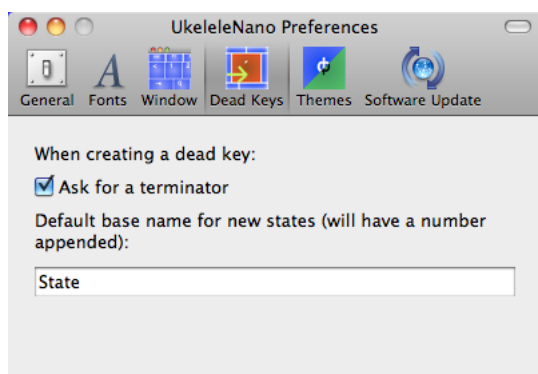 UkeleleNano Preferences
General Fonts Window Dead Keys Themes Software Update
When creating a dead key:
Ask for a terminator
Default base name for new states (will have a number
appended):
State